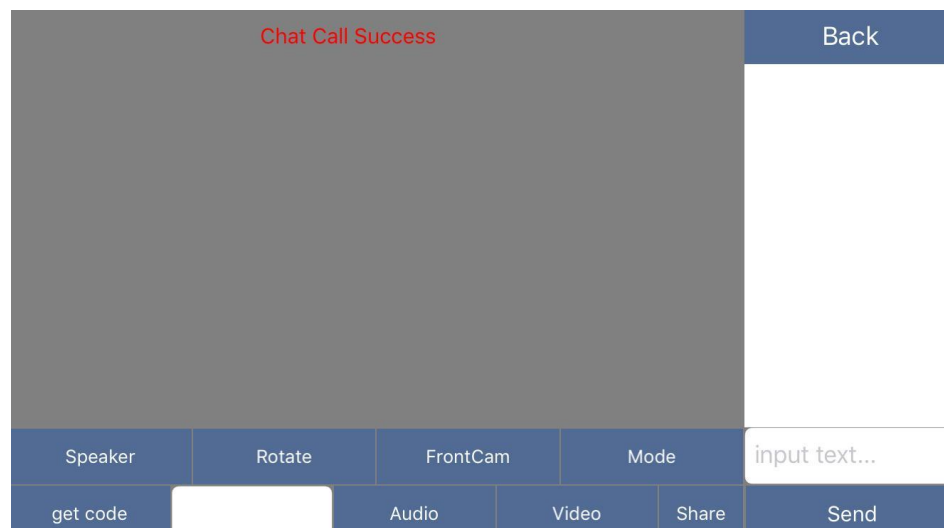 Chat Call Success
Back
Speaker
Rotate
FrontCam
Mode
input text...
get code
Audio
Video
Share
Send